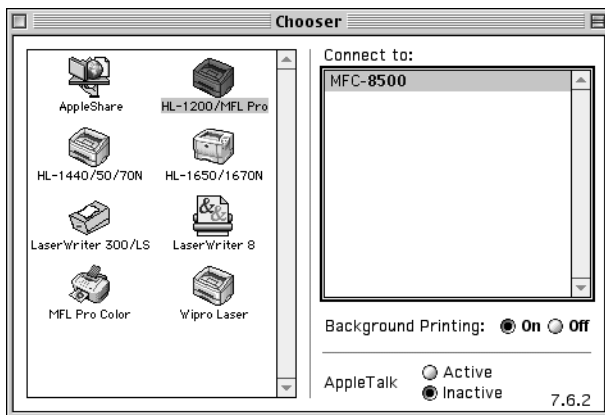 Chooser
AppleShare
HL-1200/MFL Pro
HL-1440/50/70N
HL-1650/1670N
LaserWriter 300/LS
LaserWriter 8
MFL Pro Color
Wipro Laser
Connect to:
MFC-8500
Background Printing: On Off
AppleTalk
Active
Inactive
7.6.2